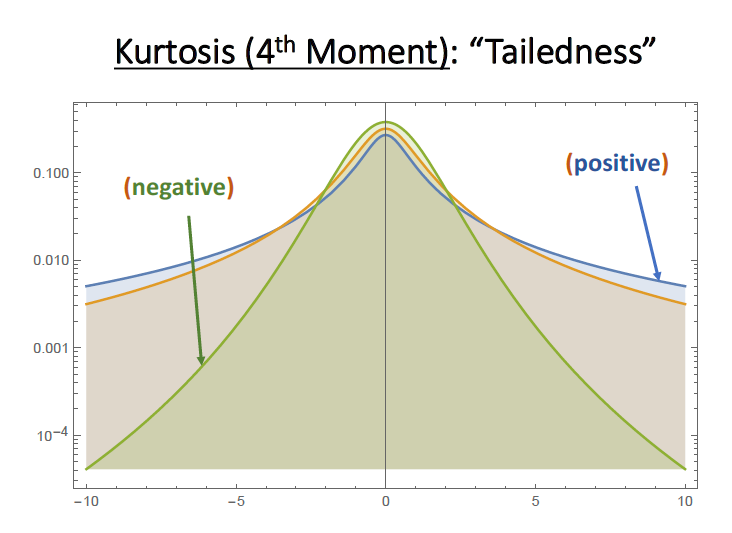 Kurtosis (4th Moment): “Tailedness”
(positive)
(negative)
0.100
0.010
0.001
10−4
−10 −5 0 5 10